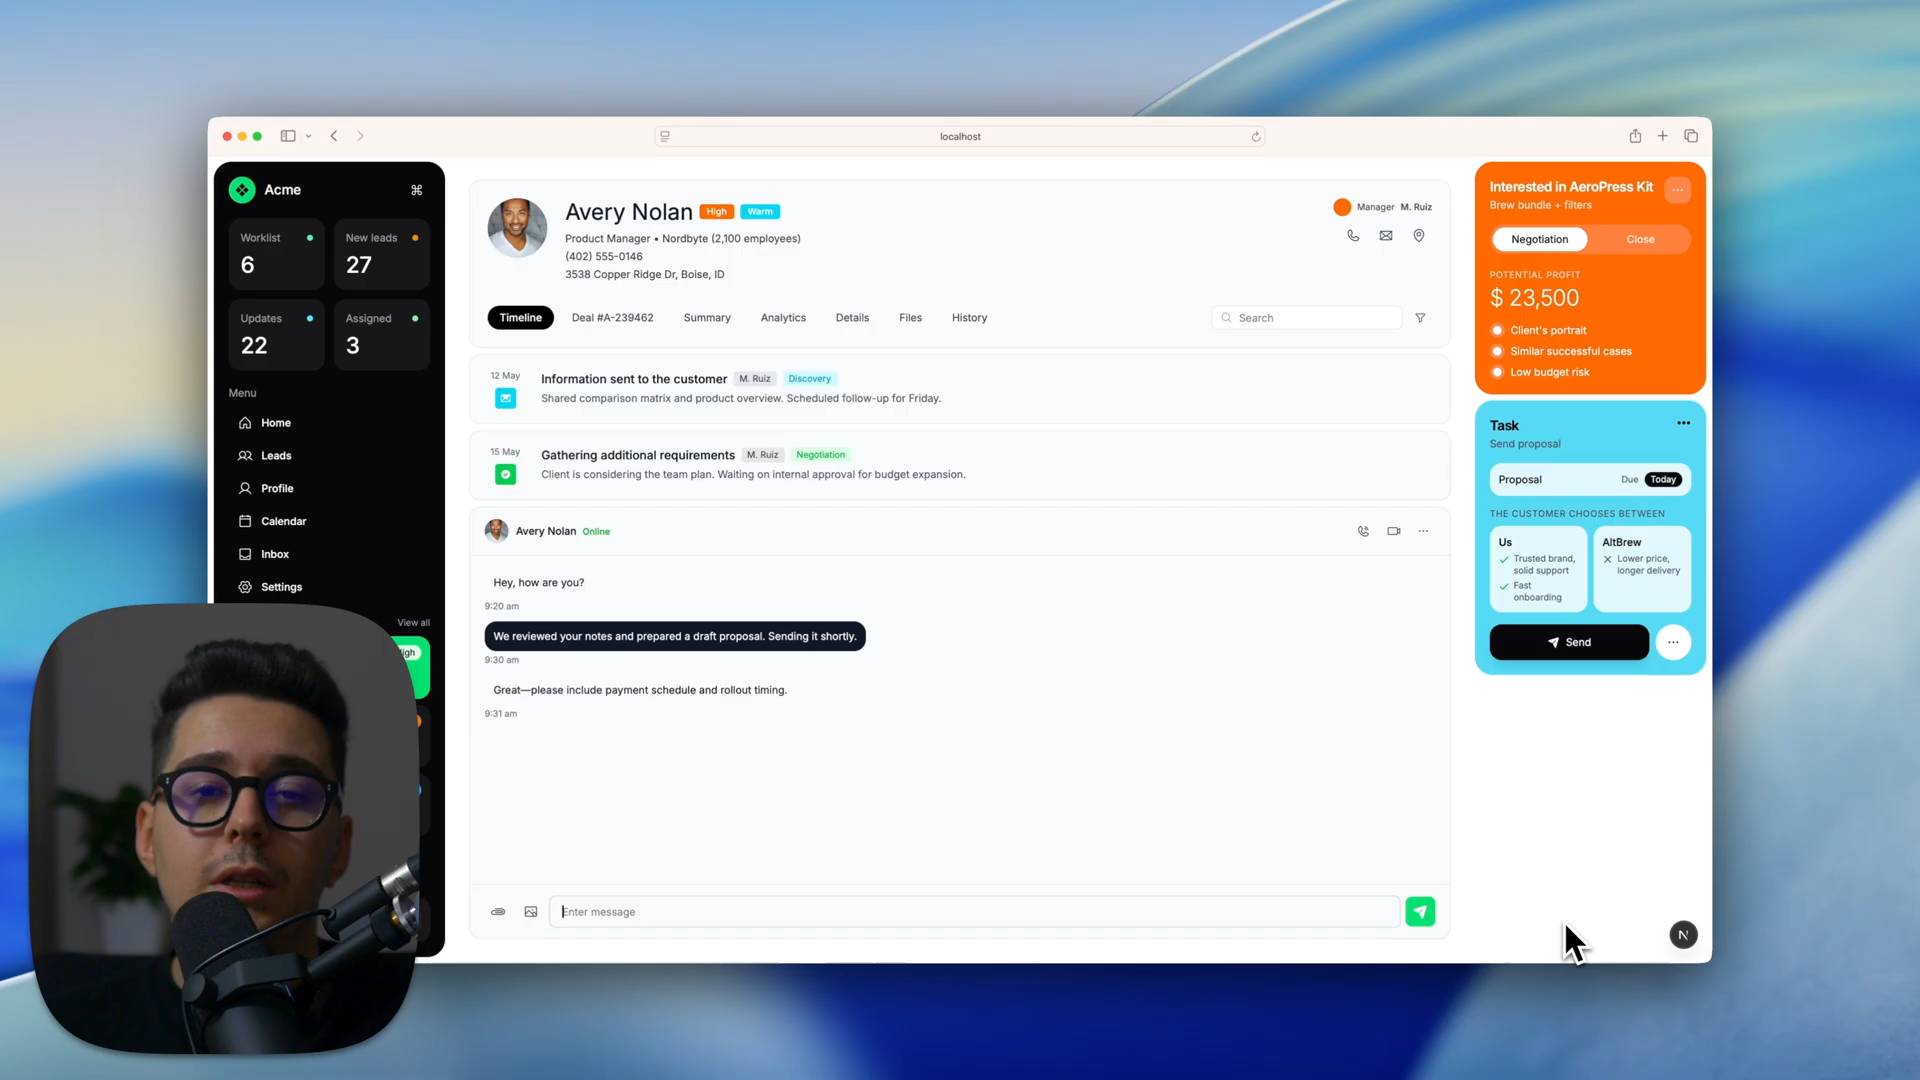 localhost
Acme
⌘
Worklist
6
New leads
27
Updates
22
Assigned
3
Menu
Home
Leads
Profile
Calendar
Inbox
Settings
View all
Avery Nolan High Warm
Product Manager • Nordbyte (2,100 employees)
(402) 555-0146
3538 Copper Ridge Dr, Boise, ID
Manager M. Ruiz
Timeline Deal #A-239462 Summary Analytics Details Files History
Search
12 May
Information sent to the customer M. Ruiz Discovery
Shared comparison matrix and product overview. Scheduled follow-up for Friday.
15 May
Gathering additional requirements M. Ruiz Negotiation
Client is considering the team plan. Waiting on internal approval for budget expansion.
Avery Nolan Online
Hey, how are you?
9:20 am
We reviewed your notes and prepared a draft proposal. Sending it shortly.
9:30 am
Great—please include payment schedule and rollout timing.
9:31 am
Enter message
Interested in AeroPress Kit
Brew bundle + filters
Negotiation Close
POTENTIAL PROFIT
$ 23,500
Client's portrait
Similar successful cases
Low budget risk
Task
Send proposal
Proposal Due Today
THE CUSTOMER CHOOSES BETWEEN
Us
Trusted brand,
solid support
Fast
onboarding
AltBrew
Lower price,
longer delivery
Send
N